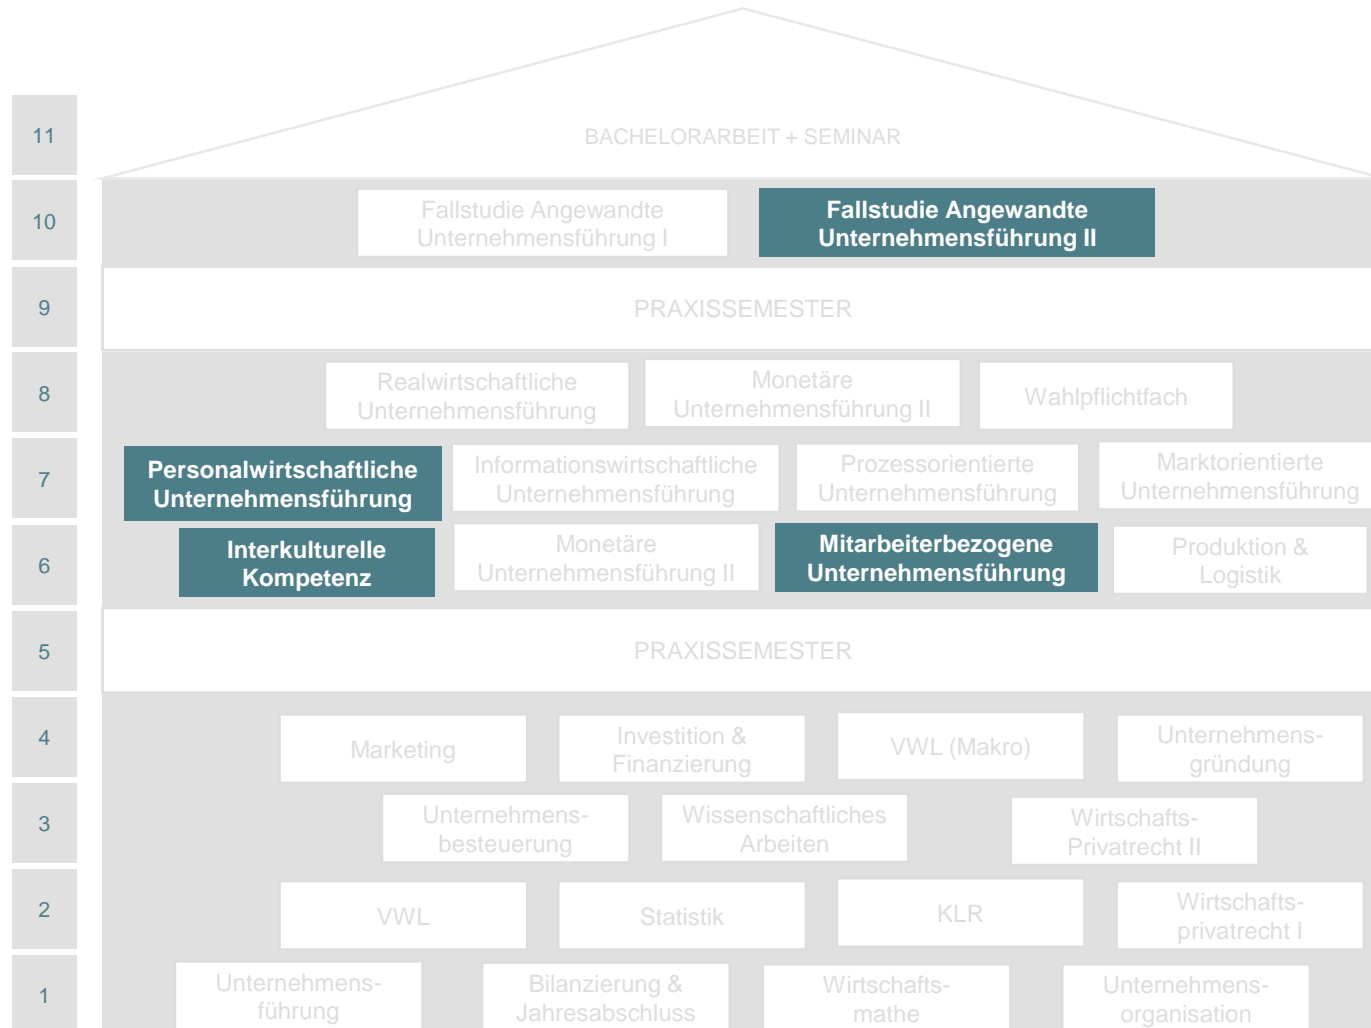 11
BACHELORARBEIT + SEMINAR
10
Fallstudie Angewandte
Unternehmensführung I
Fallstudie Angewandte
Unternehmensführung II
9
PRAXISSEMESTER
8
Realwirtschaftliche
Unternehmensführung
Monetäre
Unternehmensführung II
Wahlpflichtfach
7
Personalwirtschaftliche
Unternehmensführung
Informationswirtschaftliche
Unternehmensführung
Prozessorientierte
Unternehmensführung
Marktorientierte
Unternehmensführung
6
Interkulturelle
Kompetenz
Monetäre
Unternehmensführung II
Mitarbeiterbezogene
Unternehmensführung
Produktion &
Logistik
5
PRAXISSEMESTER
4
Marketing
Investition &
Finanzierung
VWL (Makro)
Unternehmens-
gründung
3
Unternehmens-
besteuerung
Wissenschaftliches
Arbeiten
Wirtschafts-
Privatrecht II
2
VWL
Statistik
KLR
Wirtschafts-
privatrecht I
1
Unternehmens-
führung
Bilanzierung &
Jahresabschluss
Wirtschafts-
mathe
Unternehmens-
organisation